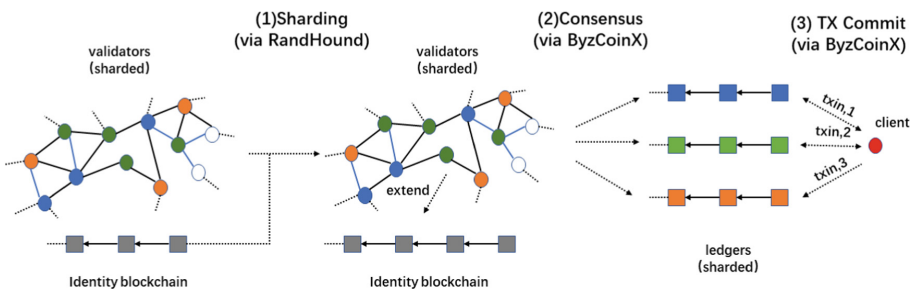 (1)Sharding
(via RandHound)
(2)Consensus
(via ByzCoinX)
(3) TX Commit
(via ByzCoinX)
validators
(sharded)
validators
(sharded)
extend
txin,1
txin,2
txin,3
client
Identity blockchain
Identity blockchain
ledgers
(sharded)